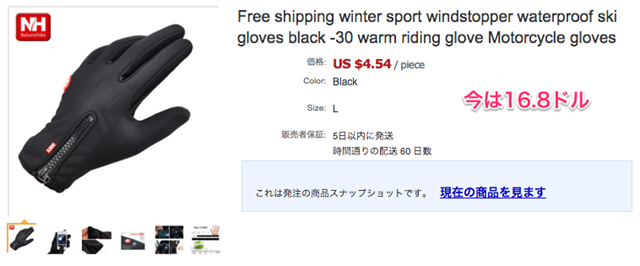 NH
NatureHike
Free shipping winter sport windstopper waterproof ski
gloves black -30 warm riding glove Motorcycle gloves
価格: US $4.54 / piece
Color: Black
今は16.8ドル
Size: L
販売者保証: 5日以内に発送
時間通りの配送 60 日数
これは発注の商品スナップショットです。 現在の商品を見ます